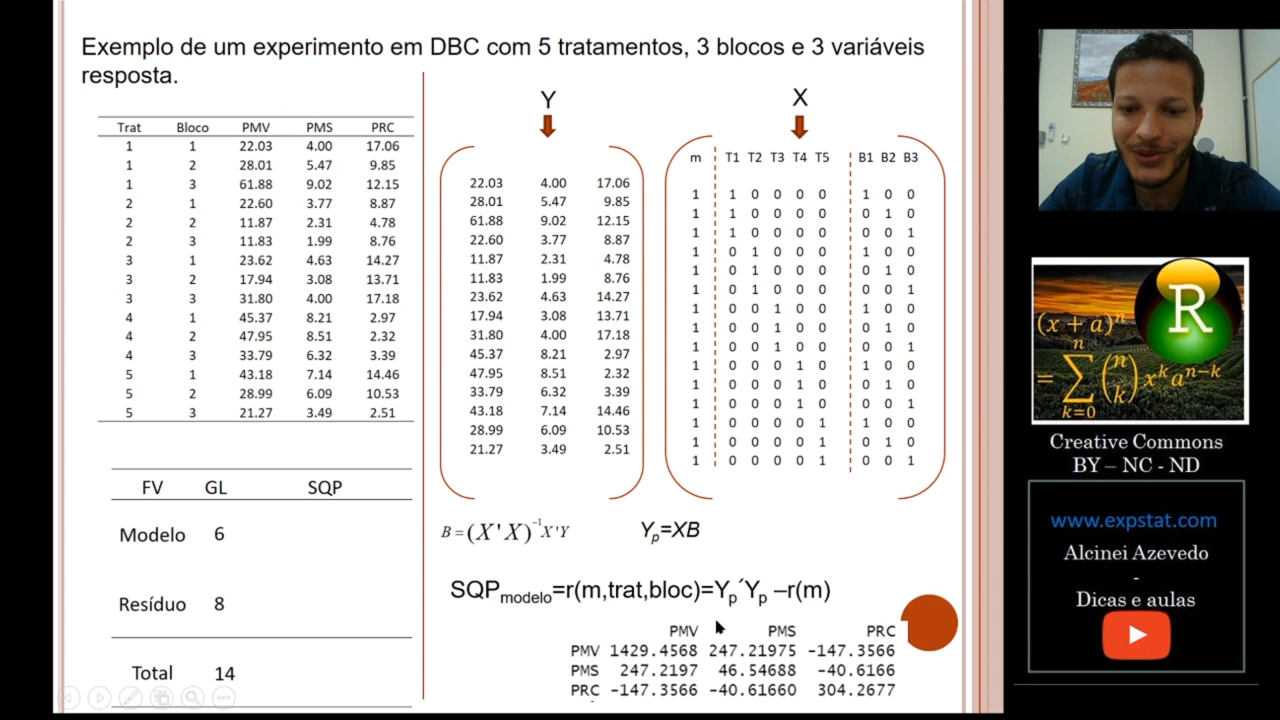 Exemplo de um experimento em DBC com 5 tratamentos, 3 blocos e 3 variáveis
resposta.
Trat Bloco PMV PMS PRC
1 1 22.03 4.00 17.06
1 2 28.01 5.47 9.85
1 3 61.88 9.02 12.15
2 1 22.60 3.77 8.87
2 2 11.87 2.31 4.78
2 3 11.83 1.99 8.76
3 1 23.62 4.63 14.27
3 2 17.94 3.08 13.71
3 3 31.80 4.00 17.18
4 1 45.37 8.21 2.97
4 2 47.95 8.51 2.32
4 3 33.79 6.32 3.39
5 1 43.18 7.14 14.46
5 2 28.99 6.09 10.53
5 3 21.27 3.49 2.51
FV GL SQP
Modelo 6
Resíduo 8
Total 14
Y
22.03 4.00 17.06
28.01 5.47 9.85
61.88 9.02 12.15
22.60 3.77 8.87
11.87 2.31 4.78
11.83 1.99 8.76
23.62 4.63 14.27
17.94 3.08 13.71
31.80 4.00 17.18
45.37 8.21 2.97
47.95 8.51 2.32
33.79 6.32 3.39
43.18 7.14 14.46
28.99 6.09 10.53
21.27 3.49 2.51
X
m T1 T2 T3 T4 T5 B1 B2 B3
1 1 0 0 0 0 1 0 0
1 1 0 0 0 0 0 1 0
1 1 0 0 0 0 0 0 1
1 0 1 0 0 0 1 0 0
1 0 1 0 0 0 0 1 0
1 0 1 0 0 0 0 0 1
1 0 0 1 0 0 1 0 0
1 0 0 1 0 0 0 1 0
1 0 0 1 0 0 0 0 1
1 0 0 0 1 0 1 0 0
1 0 0 0 1 0 0 1 0
1 0 0 0 1 0 0 0 1
1 0 0 0 0 1 1 0 0
1 0 0 0 0 1 0 1 0
1 0 0 0 0 1 0 0 1
B=(X'X)⁻¹X'Y Yp=XB
SQPmodelo=r(m,trat,bloc)=Yp´Yp –r(m)
PMV PMS PRC
PMV 1429.4568 247.21975 -147.3566
PMS 247.2197 46.54688 -40.6166
PRC -147.3566 -40.61660 304.2677
R
(x + a)ⁿ
= ∑ n k=0 (n k) xᵏaⁿ⁻ᵏ
Creative Commons
BY – NC - ND
www.expstat.com
Alcinei Azevedo
-
Dicas e aulas